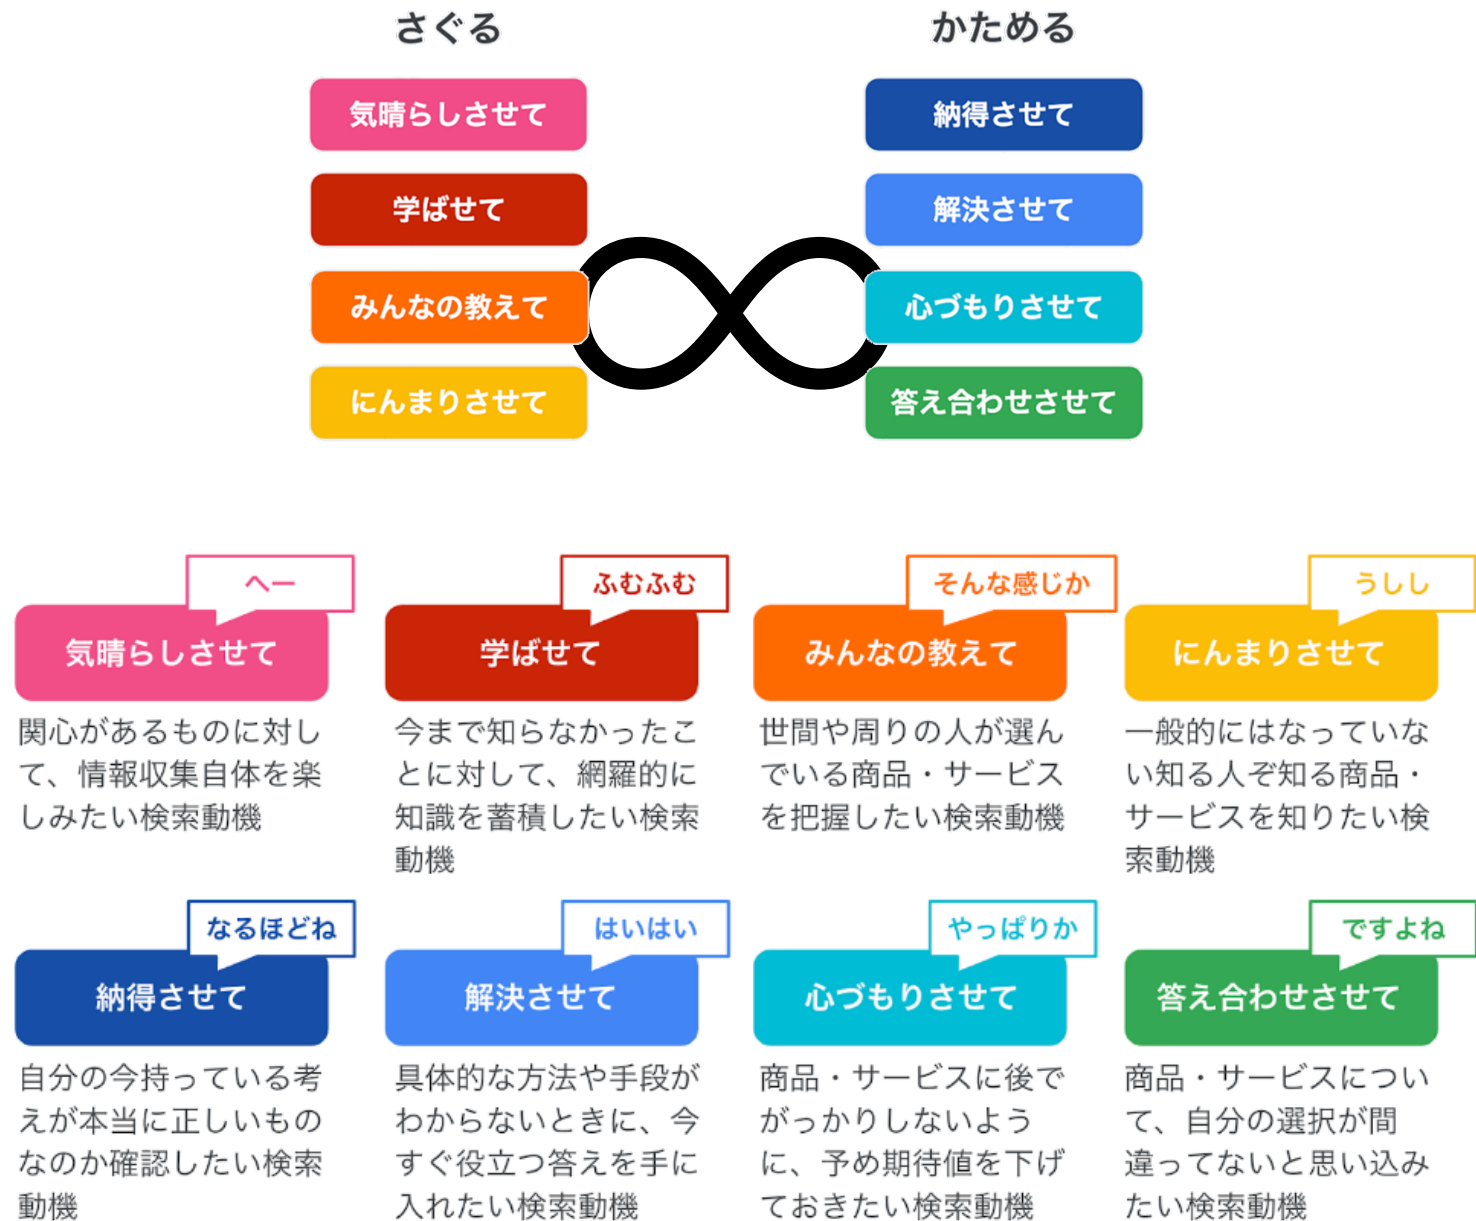 さぐる
かためる
気晴らしさせて
納得させて
学ばせて
解決させて
みんなの教えて
心づもりさせて
にんまりさせて
答え合わせさせて
へー
気晴らしさせて
関心があるものに対し
て、情報収集自体を楽
しみたい検索動機
ふむふむ
学ばせて
今まで知らなかったこ
とに対して、網羅的に
知識を蓄積したい検索
動機
そんな感じか
みんなの教えて
世間や周りの人が選ん
でいる商品・サービス
を把握したい検索動機
うしし
にんまりさせて
一般的にはなっていな
い知る人ぞ知る商品・
サービスを知りたい検
索動機
なるほどね
納得させて
自分の今持っている考
えが本当に正しいもの
なのか確認したい検索
動機
はいはい
解決させて
具体的な方法や手段が
わからないときに、今
すぐ役立つ答えを手に
入れたい検索動機
やっぱりか
心づもりさせて
商品・サービスに後で
がっかりしないよう
に、予め期待値を下げ
ておきたい検索動機
ですよね
答え合わせさせて
商品・サービスについ
て、自分の選択が間
違ってないと思い込み
たい検索動機